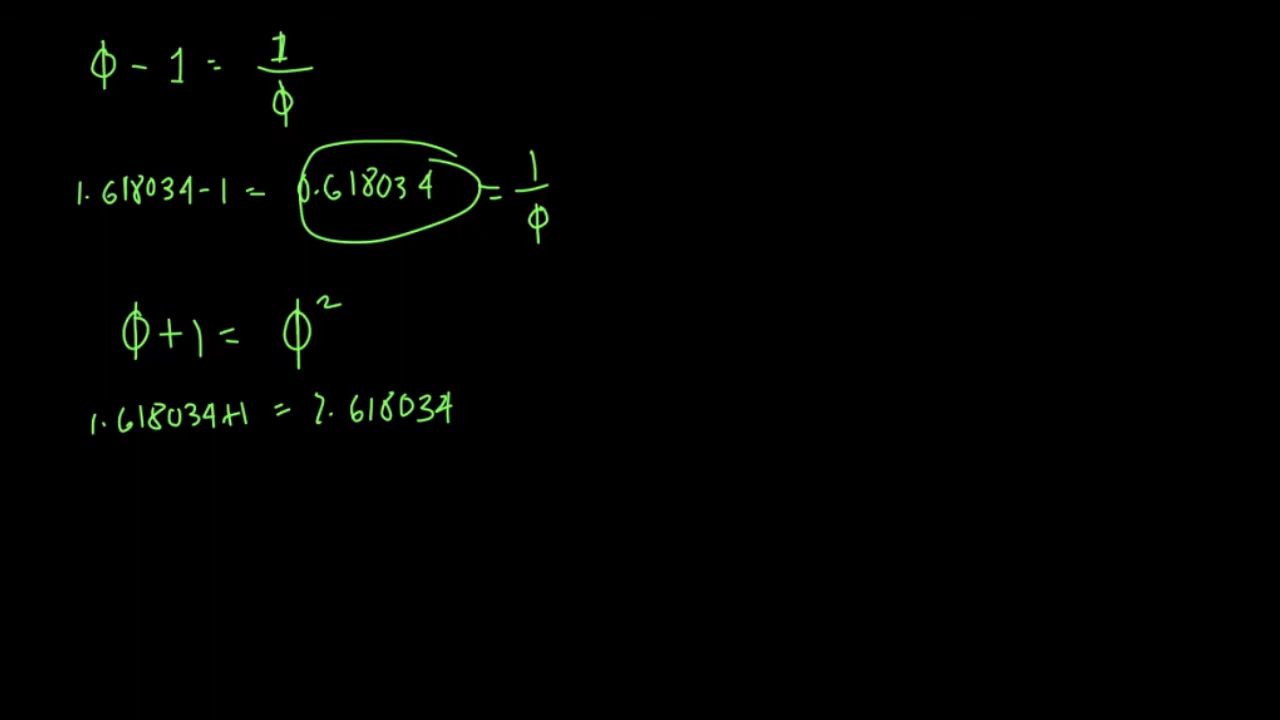 ϕ - 1 = 1/ϕ
1.618034 - 1 = 0.618034 = 1/ϕ
ϕ + 1 = ϕ²
1.618034 + 1 = 2.618034